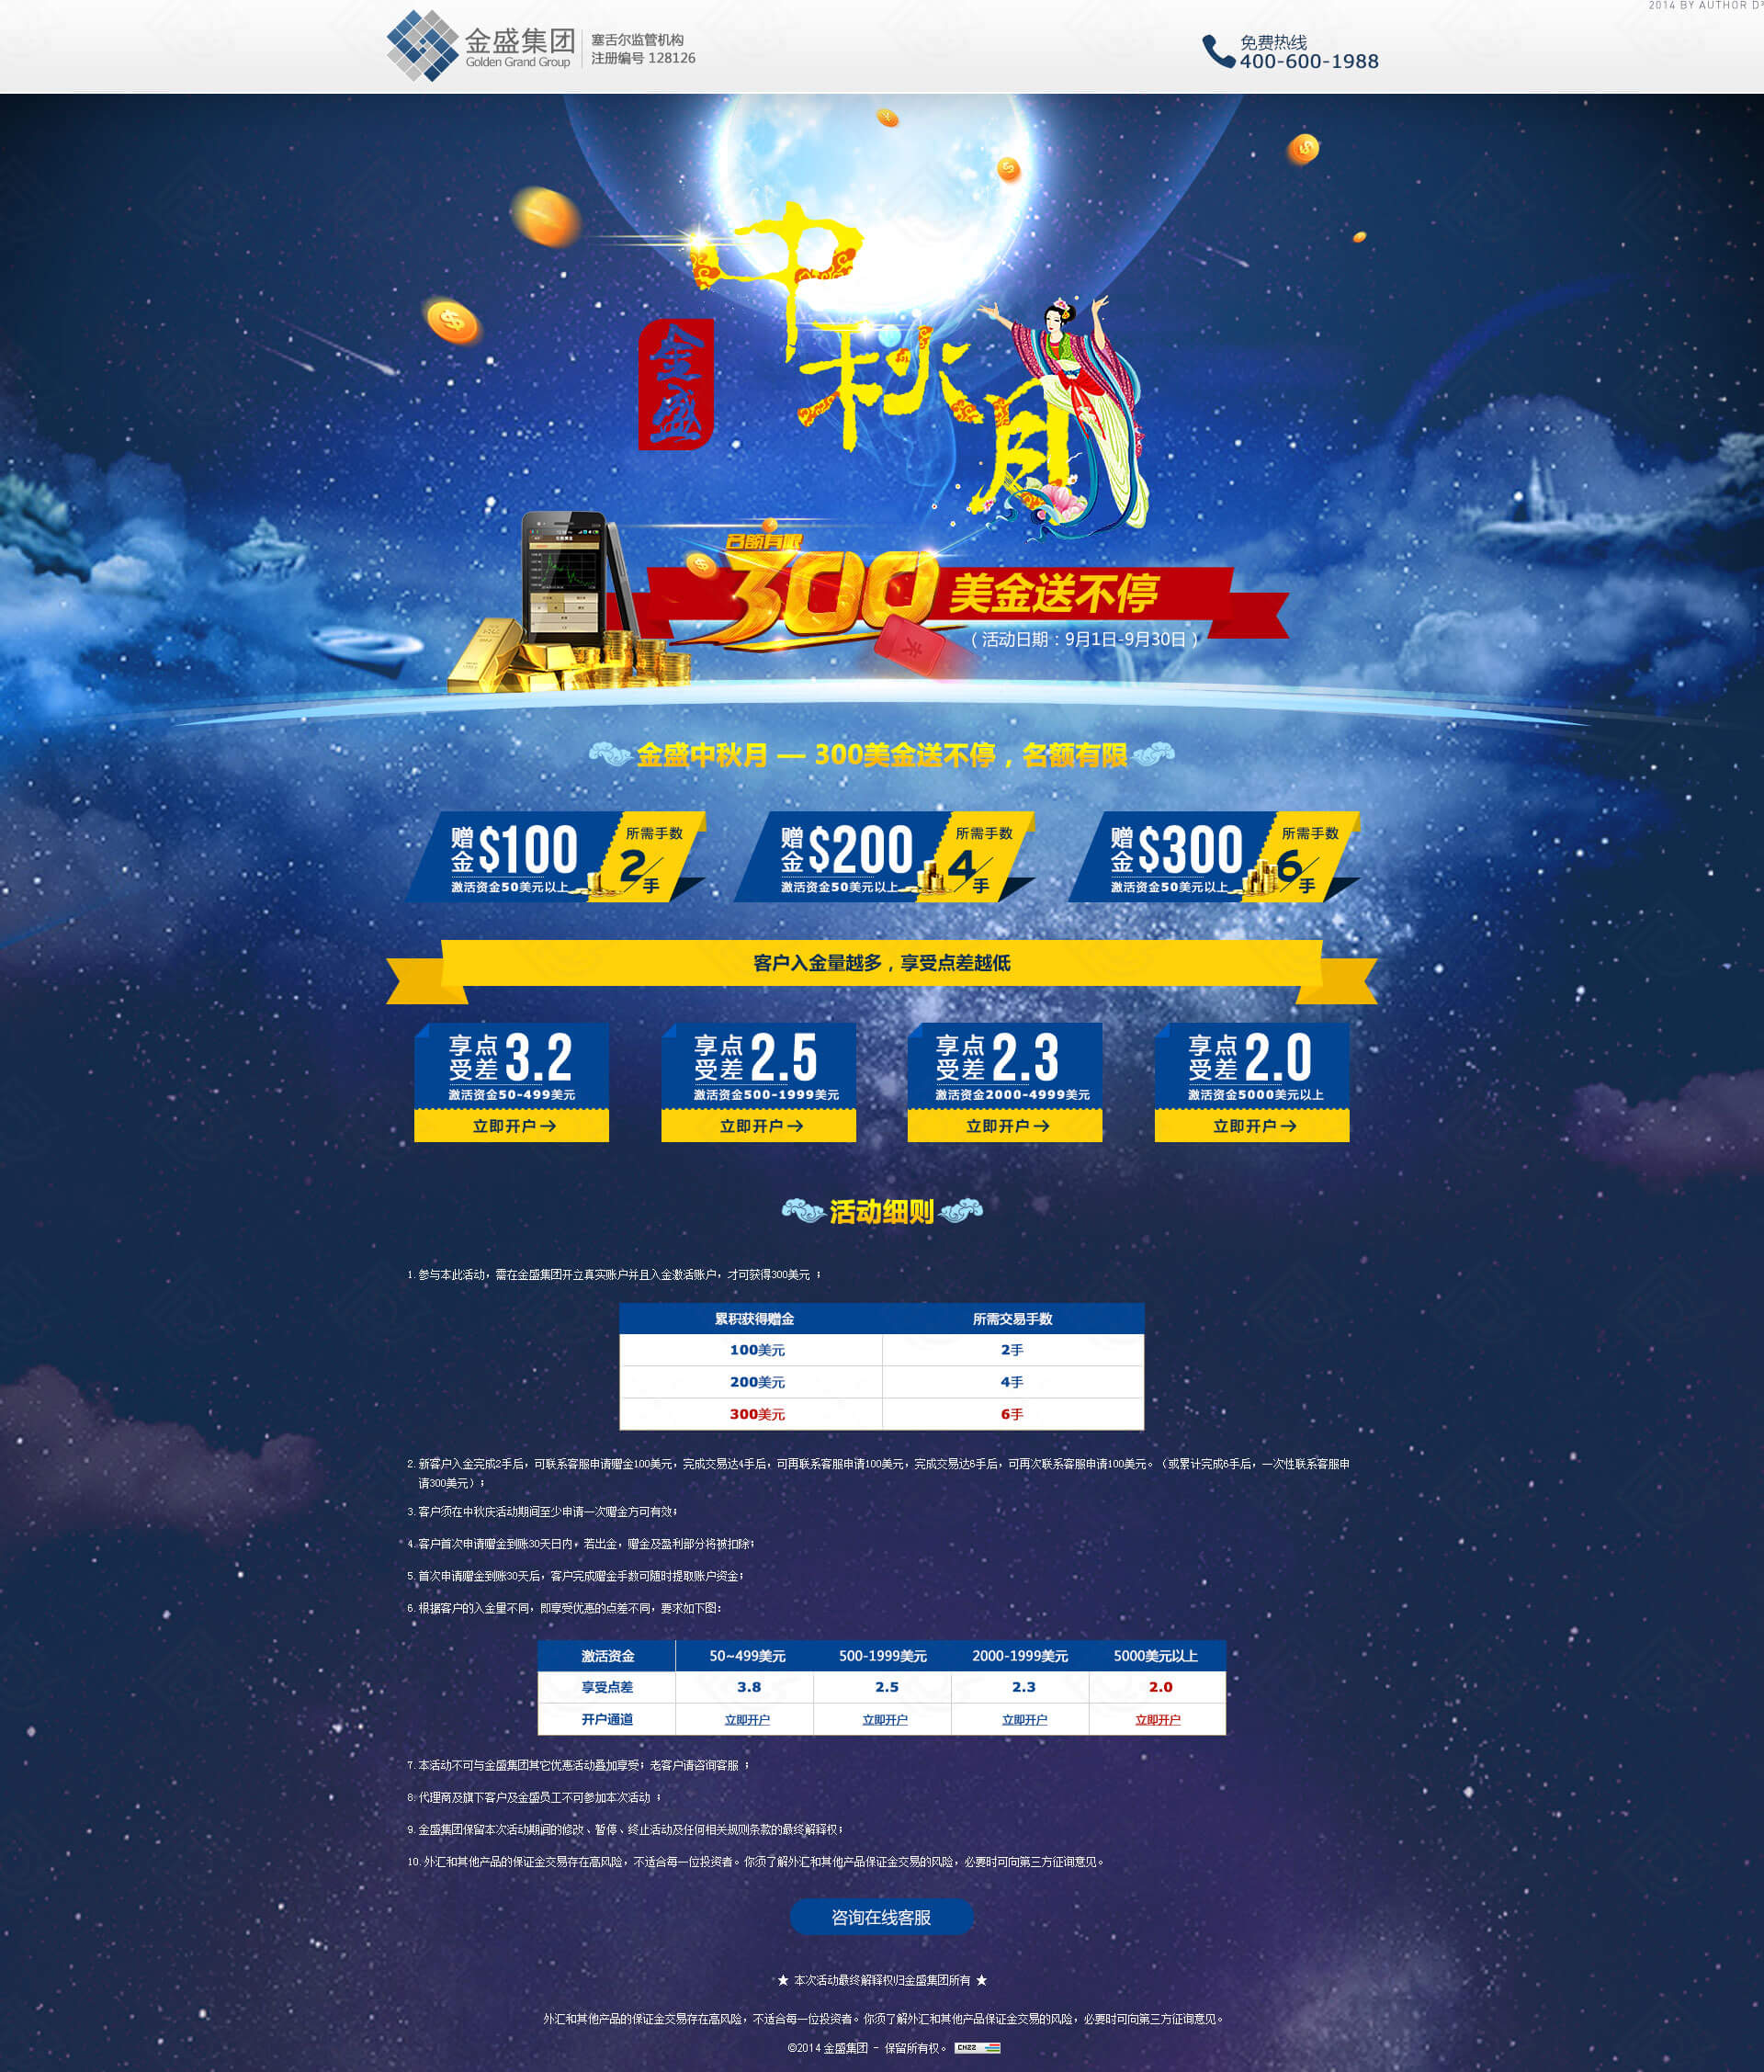 2014 BY AUTHOR D
金盛集团
Golden Grand Group
塞舌尔监管机构
注册编号 128126
免费热线
400-600-1988
中秋月
金盛
名额有限
300美金送不停
（活动日期：9月1日-9月30日）
金盛中秋月 — 300美金送不停，名额有限
赠金$100
激活资金50美元以上
所需手数
2/手
赠金$200
激活资金50美元以上
所需手数
4/手
赠金$300
激活资金50美元以上
所需手数
6/手
客户入金量越多，享受点差越低
享受点差3.2
激活资金50-499美元
立即开户→
享受点差2.5
激活资金500-1999美元
立即开户→
享受点差2.3
激活资金2000-4999美元
立即开户→
享受点差2.0
激活资金5000美元以上
立即开户→
活动细则
1. 参与本此活动，需在金盛集团开立真实账户并且入金激活账户，才可获得300美元 ；
累积获得赠金 所需交易手数
100美元 2手
200美元 4手
300美元 6手
2. 新客户入金完成2手后，可联系客服申请赠金100美元，完成交易达4手后，可再联系客服申请100美元，完成交易达6手后，可再次联系客服申请100美元。（或累计完成6手后，一次性联系客服申
请300美元）；
3. 客户须在中秋庆活动期间至少申请一次赠金方可有效；
4. 客户首次申请赠金到账30天日内，若出金，赠金及盈利部分将被扣除；
5. 首次申请赠金到账30天后，客户完成赠金手数可随时提取账户资金；
6. 根据客户的入金量不同，即享受优惠的点差不同，要求如下图：
激活资金 50~499美元 500-1999美元 2000-1999美元 5000美元以上
享受点差 3.8 2.5 2.3 2.0
开户通道 立即开户 立即开户 立即开户 立即开户
7. 本活动不可与金盛集团其它优惠活动叠加享受；老客户请咨询客服 ；
8. 代理商及旗下客户及金盛员工不可参加本次活动 ；
9. 金盛集团保留本次活动期间的修改、暂停、终止活动及任何相关规则条款的最终解释权；
10. 外汇和其他产品的保证金交易存在高风险，不适合每一位投资者。你须了解外汇和其他产品保证金交易的风险，必要时可向第三方征询意见。
咨询在线客服
★ 本次活动最终解释权归金盛集团所有 ★
外汇和其他产品的保证金交易存在高风险，不适合每一位投资者。你须了解外汇和其他产品保证金交易的风险，必要时可向第三方征询意见。
©2014 金盛集团 － 保留所有权。 CNZZ